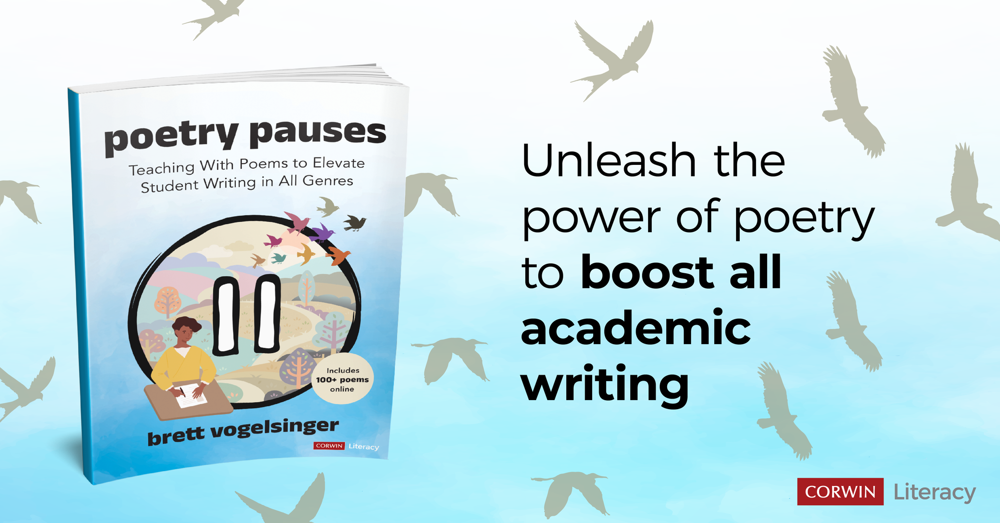 poetry pauses
Teaching With Poems to Elevate
Student Writing in All Genres
Includes
100+ poems
online
brett vogelsinger
CORWIN Literacy
Unleash the
power of poetry
to boost all
academic
writing
CORWIN Literacy